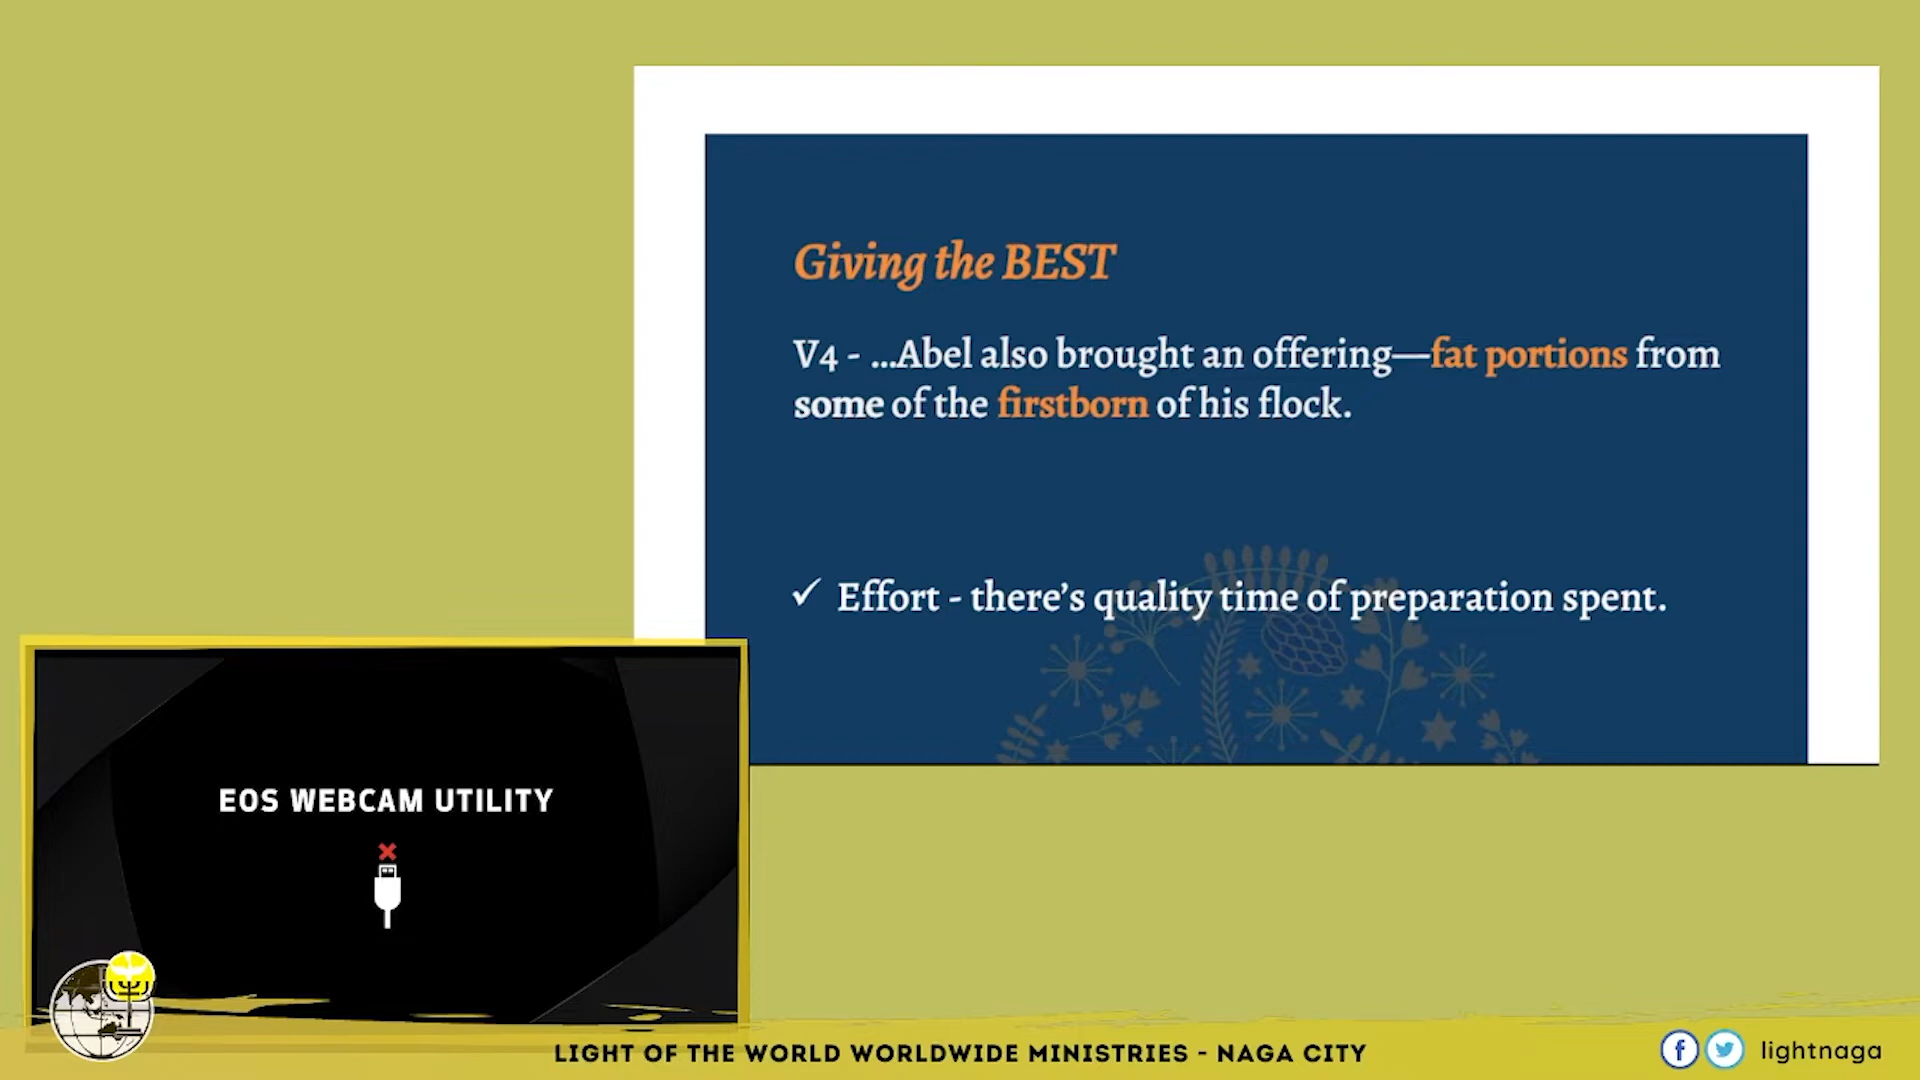 Giving the BEST
V4 - ...Abel also brought an offering—fat portions from
some of the firstborn of his flock.
✓ Effort - there's quality time of preparation spent.
EOS WEBCAM UTILITY
LIGHT OF THE WORLD WORLDWIDE MINISTRIES - NAGA CITY
lightnaga